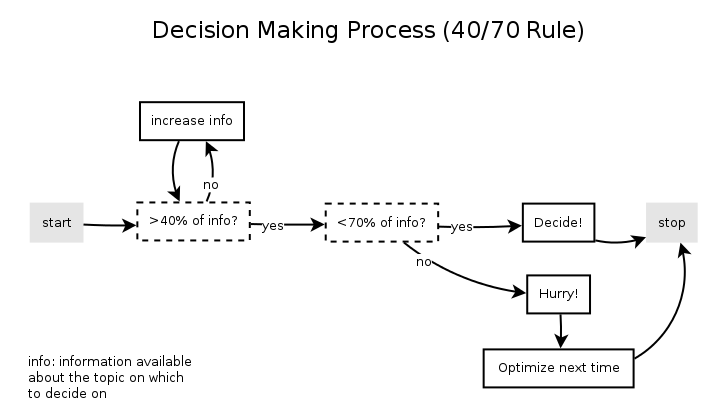 Decision Making Process (40/70 Rule)
increase info
no
start
>40% of info?
yes
<70% of info?
yes
Decide!
stop
no
Hurry!
Optimize next time
info: information available
about the topic on which
to decide on